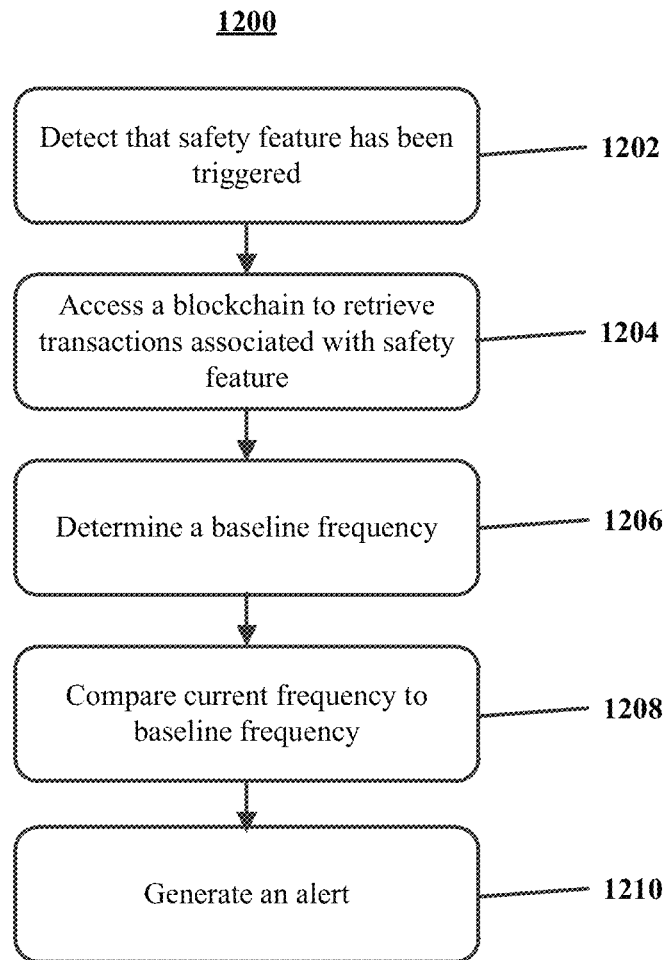 1200
Detect that safety feature has been
triggered
1202
Access a blockchain to retrieve
transactions associated with safety
feature
1204
Determine a baseline frequency
1206
Compare current frequency to
baseline frequency
1208
Generate an alert
1210